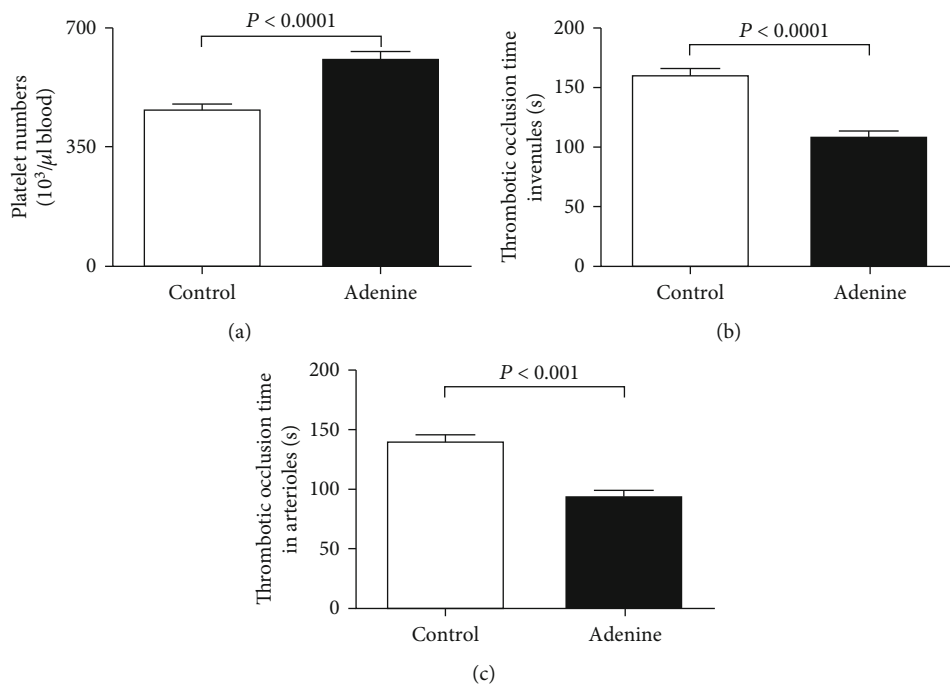 P < 0.0001
700
350
0
Platelet numbers
(10³/μl blood)
Control
Adenine
(a)
P < 0.0001
200
150
100
50
0
Thrombotic occlusion time
invenules (s)
Control
Adenine
(b)
P < 0.001
200
150
100
50
0
Thrombotic occlusion time
in arterioles (s)
Control
Adenine
(c)